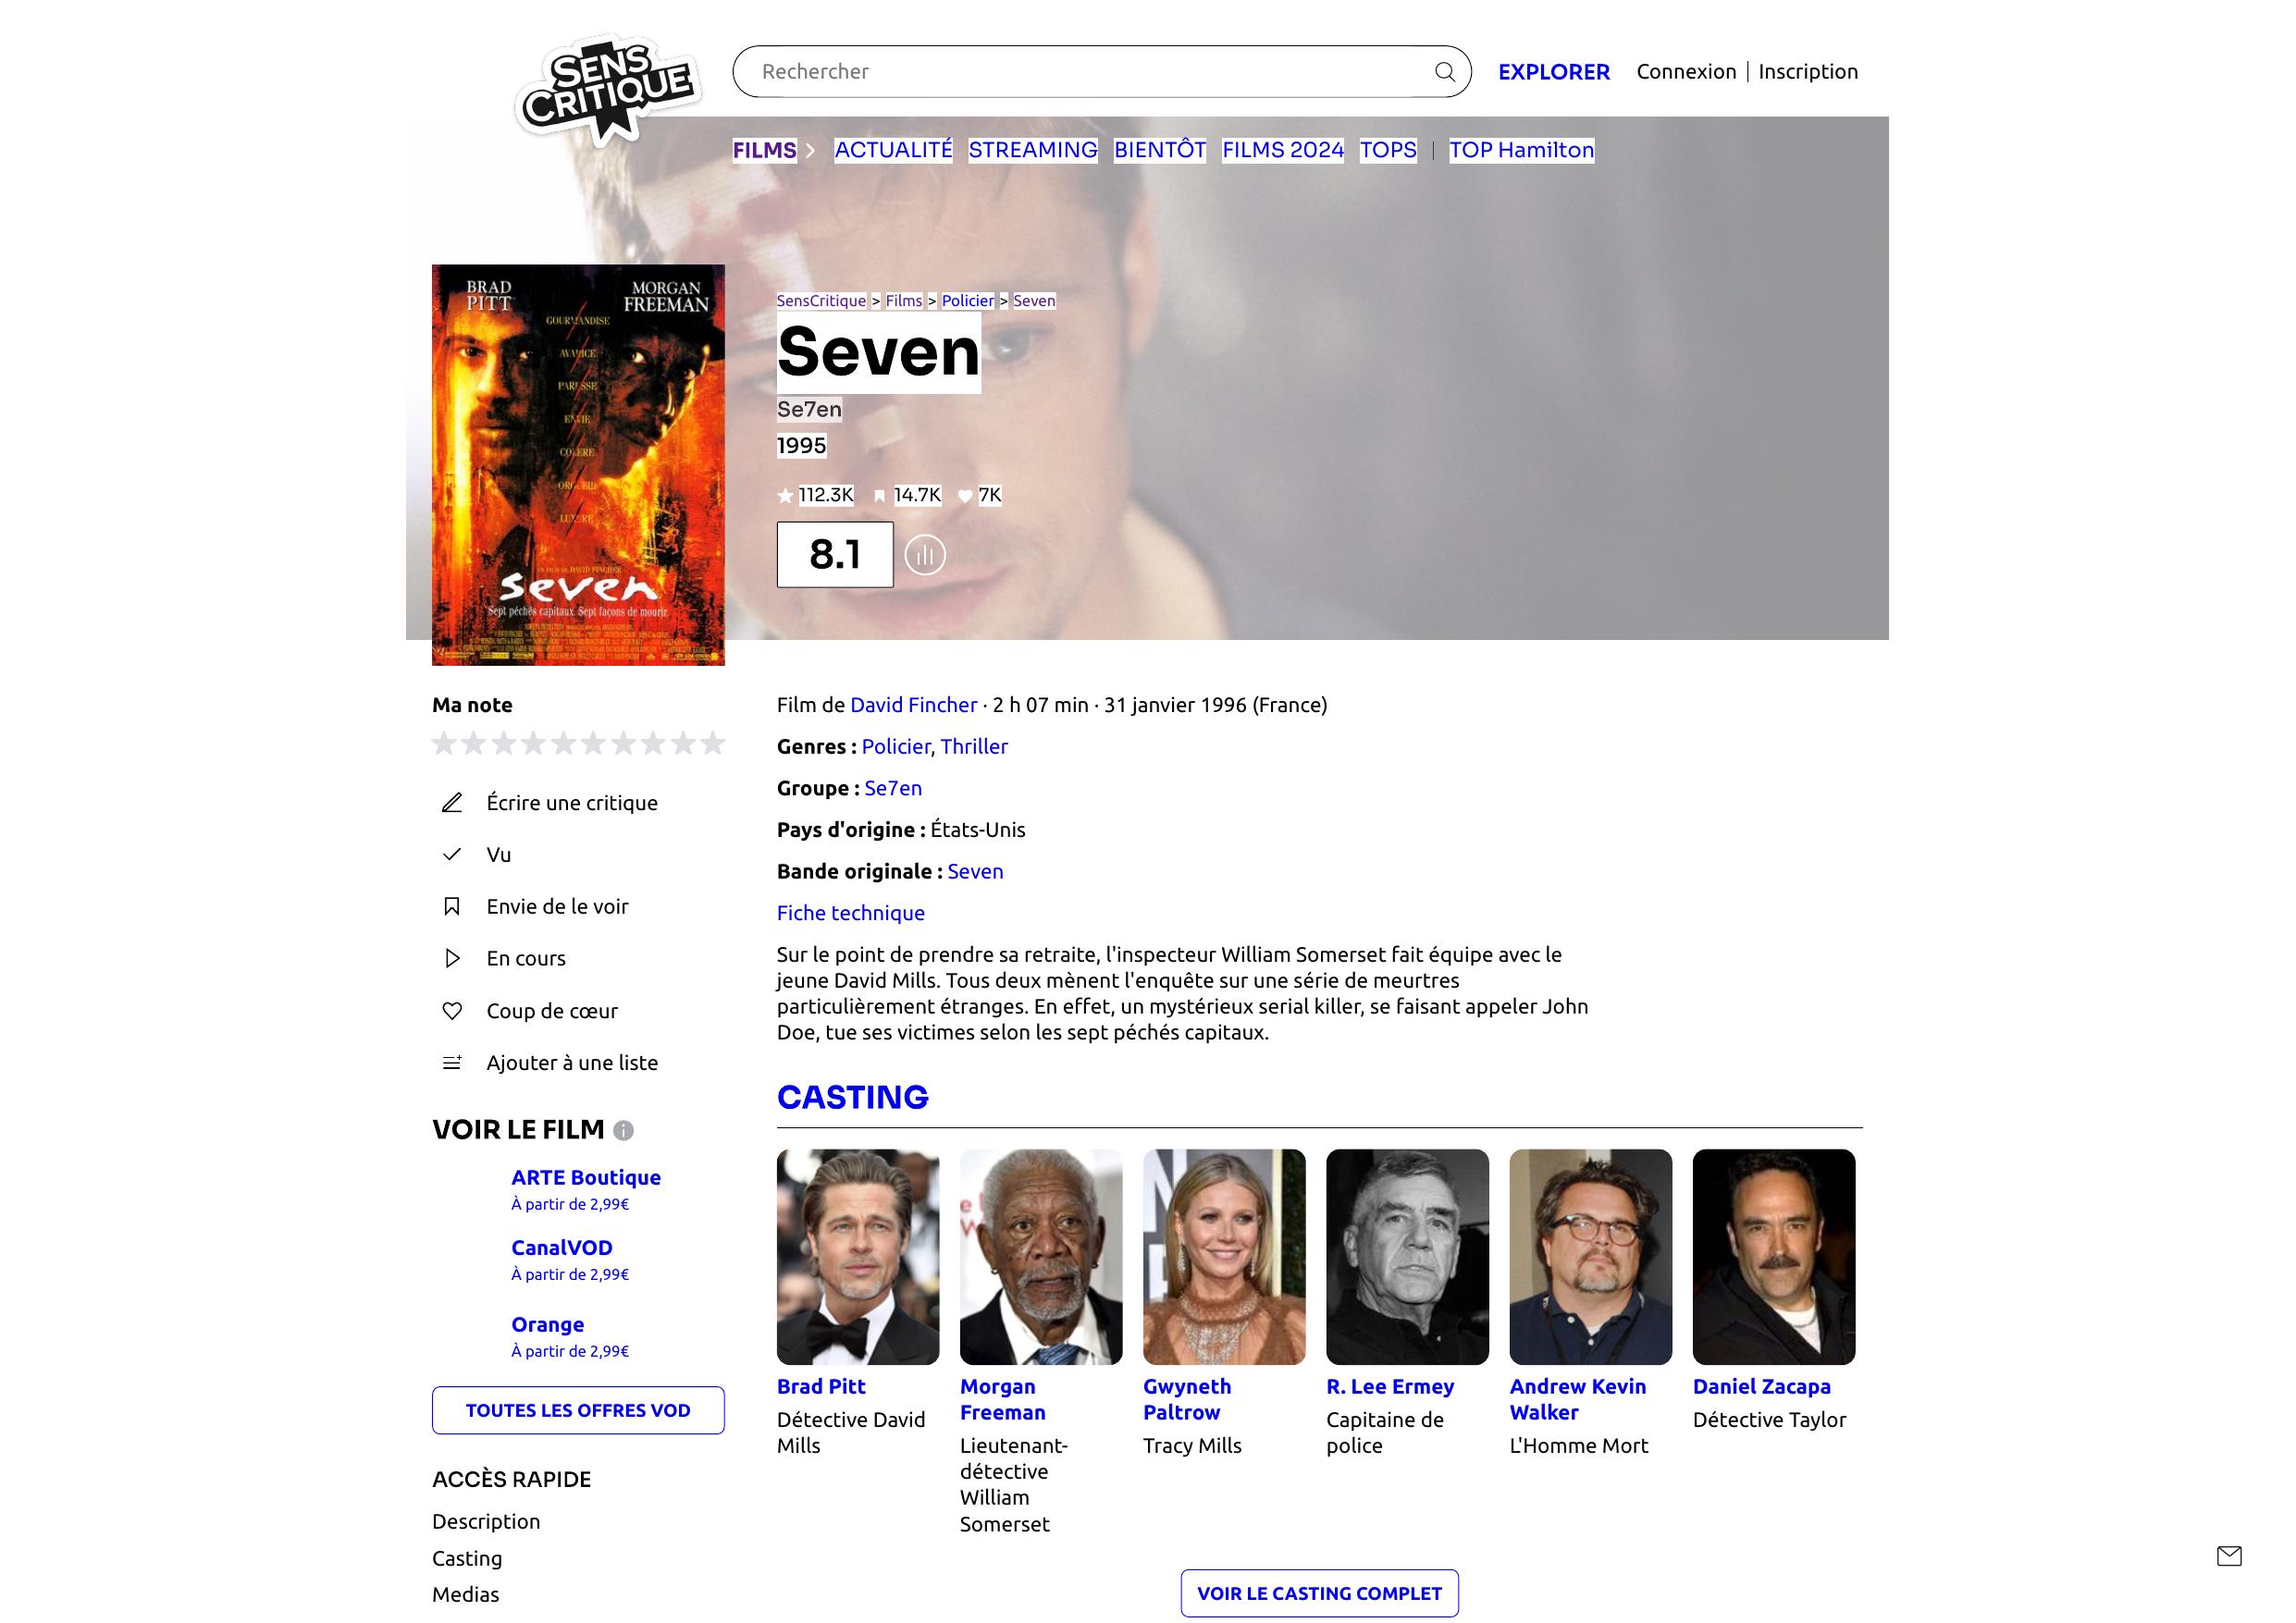 SENS
CRITIQUE
Rechercher
EXPLORER
Connexion | Inscription
FILMS
ACTUALITÉ
STREAMING
BIENTÔT
FILMS 2024
TOPS
TOP Hamilton
BRAD
PITT
MORGAN
FREEMAN
GOURMANDISE
AVARICE
PARESSE
ENVIE
COLERE
ORGUEIL
LUXURE
UN FILM DE DAVID FINCHER
seven
Sept péchés capitaux. Sept façons de mourir.
SensCritique > Films > Policier > Seven
Seven
Se7en
1995
112.3K
14.7K
7K
8.1
Ma note
Écrire une critique
Vu
Envie de le voir
En cours
Coup de cœur
Ajouter à une liste
VOIR LE FILM
ARTE Boutique
À partir de 2,99€
CanalVOD
À partir de 2,99€
Orange
À partir de 2,99€
TOUTES LES OFFRES VOD
ACCÈS RAPIDE
Description
Casting
Medias
Film de David Fincher · 2 h 07 min · 31 janvier 1996 (France)
Genres : Policier, Thriller
Groupe : Se7en
Pays d'origine : États-Unis
Bande originale : Seven
Fiche technique
Sur le point de prendre sa retraite, l'inspecteur William Somerset fait équipe avec le
jeune David Mills. Tous deux mènent l'enquête sur une série de meurtres
particulièrement étranges. En effet, un mystérieux serial killer, se faisant appeler John
Doe, tue ses victimes selon les sept péchés capitaux.
CASTING
Brad Pitt
Détective David
Mills
Morgan
Freeman
Lieutenant-
détective
William
Somerset
Gwyneth
Paltrow
Tracy Mills
R. Lee Ermey
Capitaine de
police
Andrew Kevin
Walker
L'Homme Mort
Daniel Zacapa
Détective Taylor
VOIR LE CASTING COMPLET